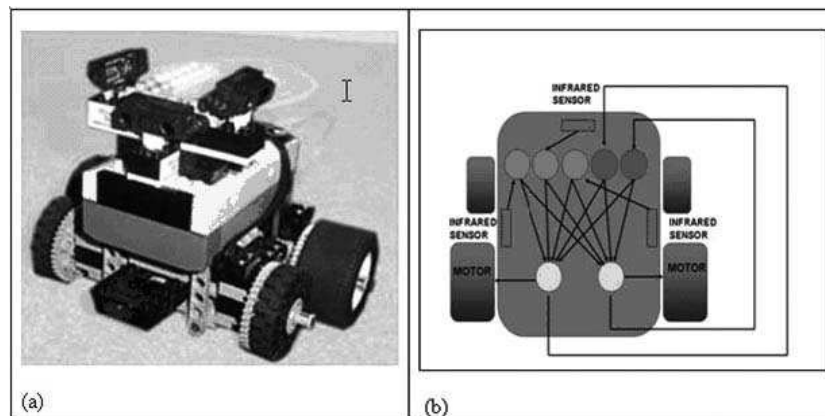 INFRARED
SENSOR
INFRARED
SENSOR
INFRARED
SENSOR
MOTOR
MOTOR
(a)
(b)